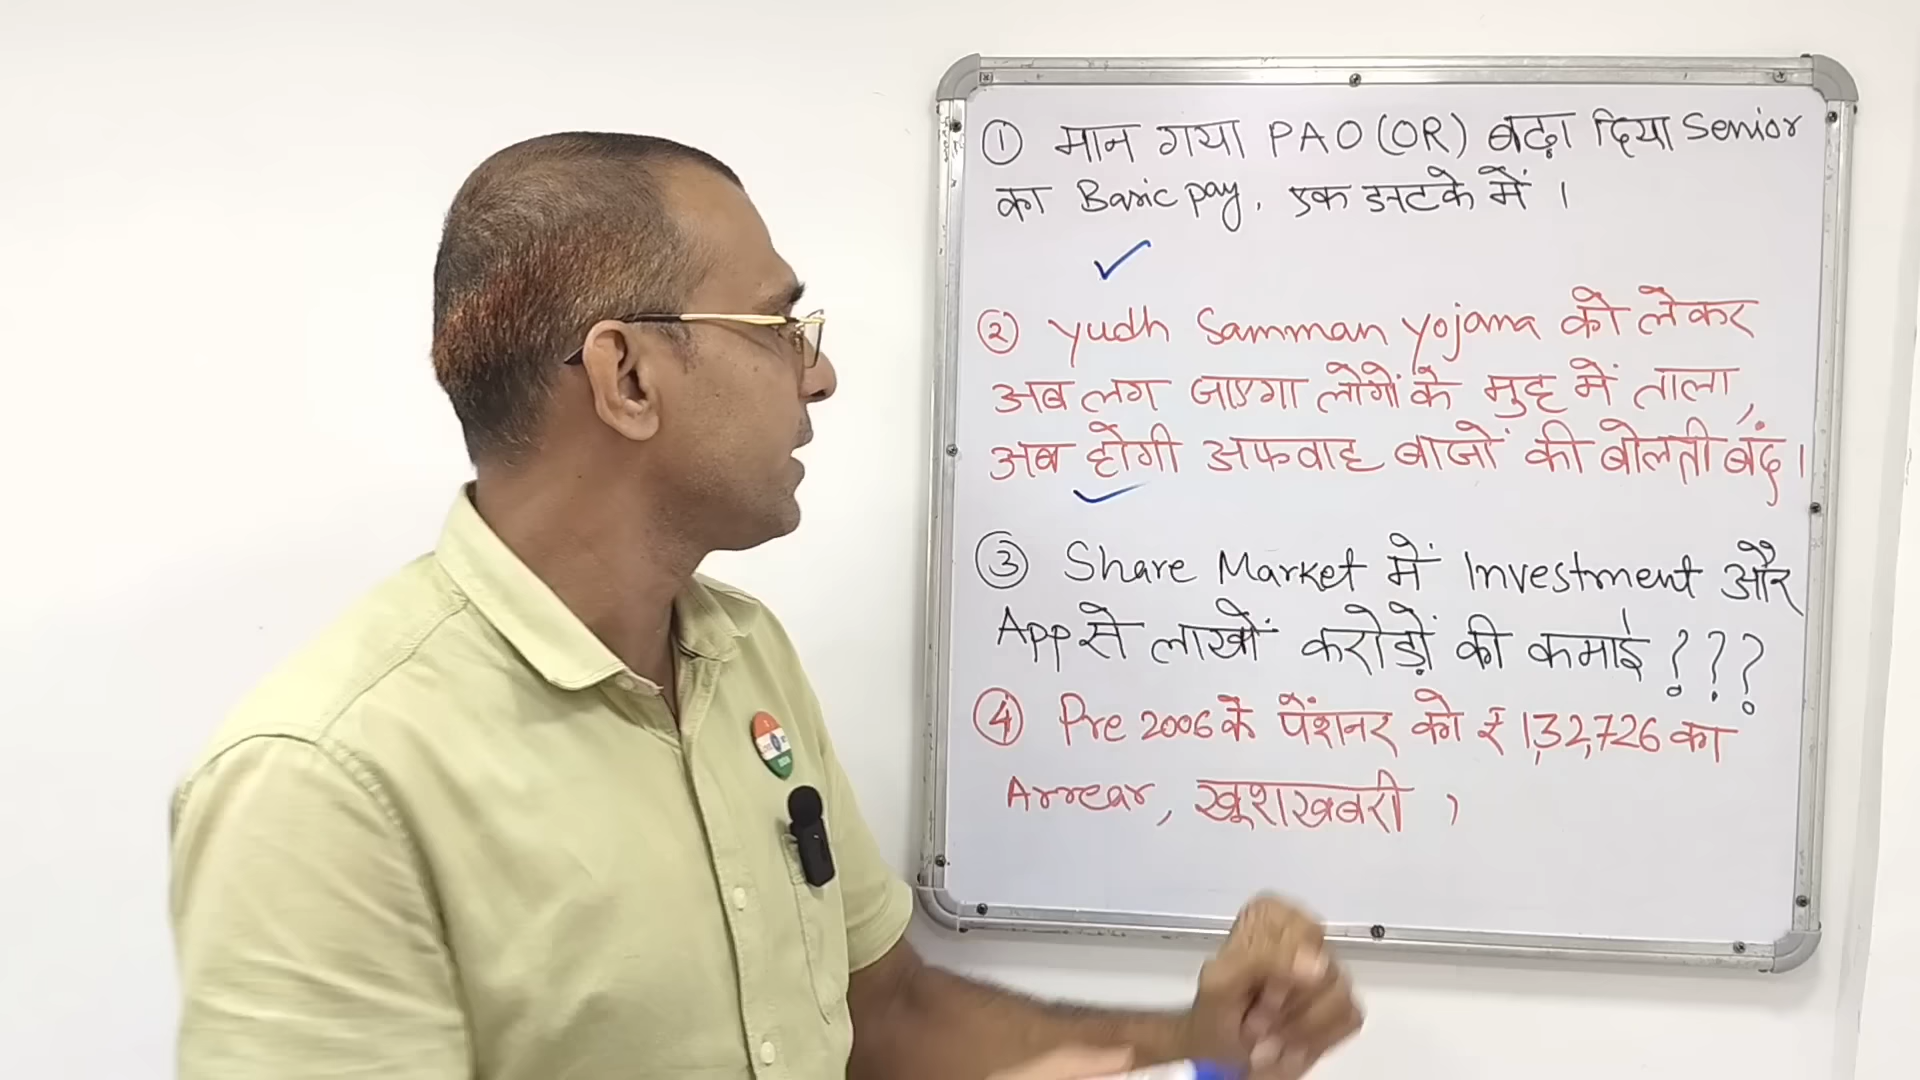 ① मान गया PAO (OR) बढ़ा दिया Senior
का Basic pay, एक झटके में ।
② Yudh Samman Yojana को लेकर
अब लग जाएगा लोगों के मुह में ताला,
अब होगी अफवाह बाजों की बोलती बंद ।
③ Share Market में Investment और
App से लाखों करोड़ों की कमाई ???
④ Pre 2006 के पेंशनर को ₹ 1,32,726 का
Arrear, खूशखबरी ,